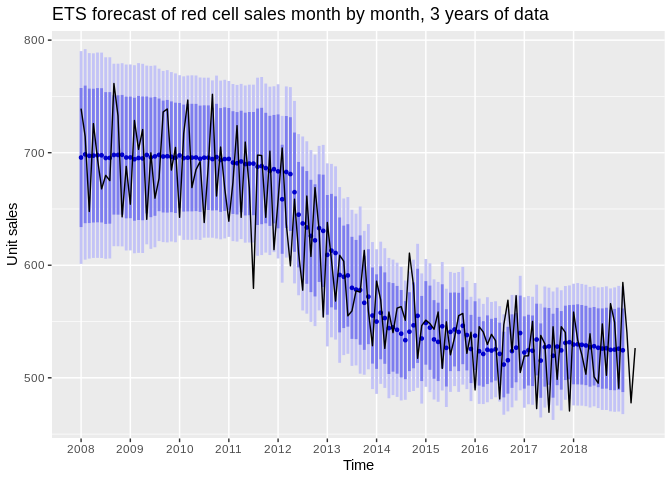 ETS forecast of red cell sales month by month, 3 years of data
800
700
600
500
Unit sales
2008 2009 2010 2011 2012 2013 2014 2015 2016 2017 2018
Time